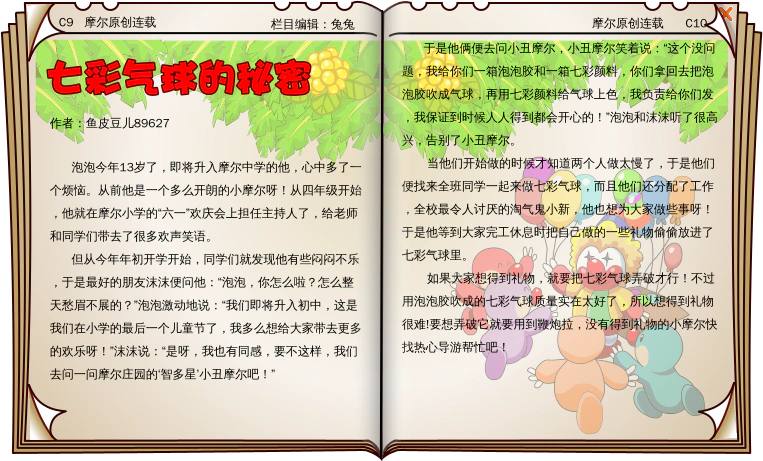 C9 摩尔原创连载 栏目编辑：兔兔
七彩气球的秘密
作者：鱼皮豆儿89627
泡泡今年13岁了，即将升入摩尔中学的他，心中多了一
个烦恼。从前他是一个多么开朗的小摩尔呀！从四年级开始
，他就在摩尔小学的“六一”欢庆会上担任主持人了，给老师
和同学们带去了很多欢声笑语。
但从今年年初开学开始，同学们就发现他有些闷闷不乐
，于是最好的朋友沫沫便问他：“泡泡，你怎么啦？怎么整
天愁眉不展的？”泡泡激动地说：“我们即将升入初中，这是
我们在小学的最后一个儿童节了，我多么想给大家带去更多
的欢乐呀！”沫沫说：“是呀，我也有同感，要不这样，我们
去问一问摩尔庄园的‘智多星’小丑摩尔吧！”
摩尔原创连载 C10
于是他俩便去问小丑摩尔，小丑摩尔笑着说：“这个没问
题，我给你们一箱泡泡胶和一箱七彩颜料，你们拿回去把泡
泡胶吹成气球，再用七彩颜料给气球上色，我负责给你们发
，我保证到时候人人得到都会开心的！”泡泡和沫沫听了很高
兴，告别了小丑摩尔。
当他们开始做的时候才知道两个人做太慢了，于是他们
便找来全班同学一起来做七彩气球，而且他们还分配了工作
，全校最令人讨厌的淘气鬼小新，他也想为大家做些事呀！
于是他等到大家完工休息时把自己做的一些礼物偷偷放进了
七彩气球里。
如果大家想得到礼物，就要把七彩气球弄破才行！不过
用泡泡胶吹成的七彩气球质量实在太好了，所以想得到礼物
很难!要想弄破它就要用到鞭炮拉，没有得到礼物的小摩尔快
找热心导游帮忙吧！